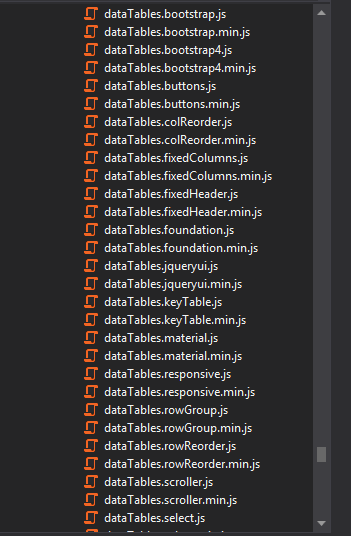 dataTables.bootstrap.js
dataTables.bootstrap.min.js
dataTables.bootstrap4.js
dataTables.bootstrap4.min.js
dataTables.buttons.js
dataTables.buttons.min.js
dataTables.colReorder.js
dataTables.colReorder.min.js
dataTables.fixedColumns.js
dataTables.fixedColumns.min.js
dataTables.fixedHeader.js
dataTables.fixedHeader.min.js
dataTables.foundation.js
dataTables.foundation.min.js
dataTables.jqueryui.js
dataTables.jqueryui.min.js
dataTables.keyTable.js
dataTables.keyTable.min.js
dataTables.material.js
dataTables.material.min.js
dataTables.responsive.js
dataTables.responsive.min.js
dataTables.rowGroup.js
dataTables.rowGroup.min.js
dataTables.rowReorder.js
dataTables.rowReorder.min.js
dataTables.scroller.js
dataTables.scroller.min.js
dataTables.select.js